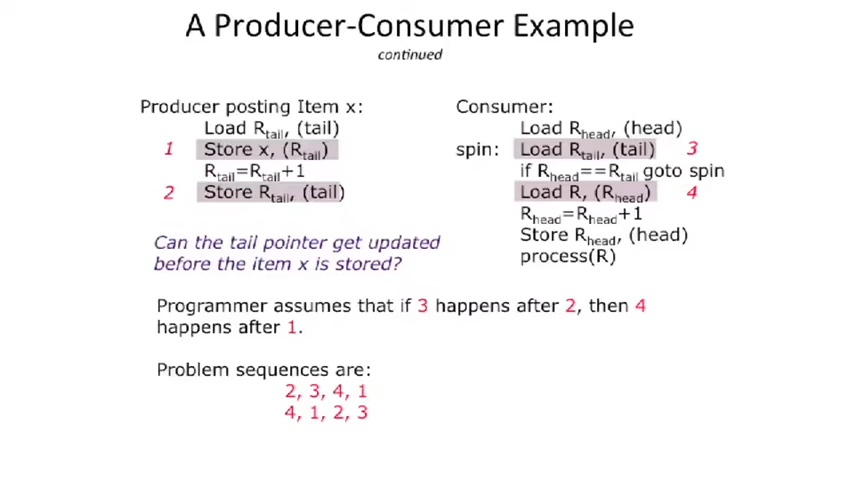 A Producer-Consumer Example
continued
Producer posting Item x:
Load Rtail, (tail)
1 Store x, (Rtail)
Rtail=Rtail+1
2 Store Rtail, (tail)
Can the tail pointer get updated
before the item x is stored?
Consumer:
Load Rhead, (head)
spin: Load Rtail, (tail) 3
if Rhead==Rtail goto spin
Load R, (Rhead) 4
Rhead=Rhead+1
Store Rhead, (head)
process(R)
Programmer assumes that if 3 happens after 2, then 4
happens after 1.
Problem sequences are:
2, 3, 4, 1
4, 1, 2, 3